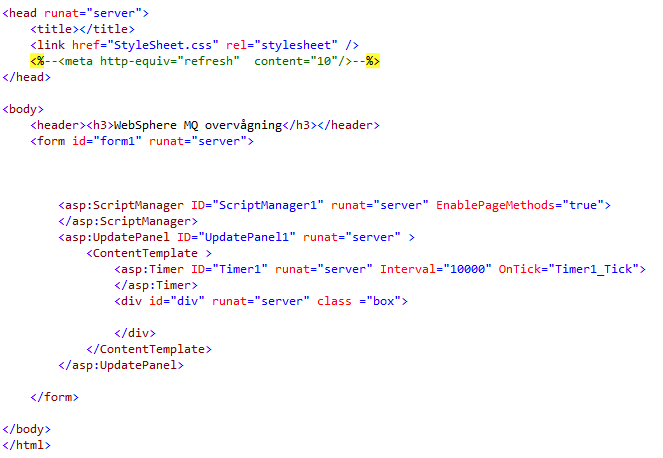 <head runat="server">
    <title></title>
    <link href="StyleSheet.css" rel="stylesheet" />
    <%--<meta http-equiv="refresh"  content="10"/>--%>
</head>
<body>
    <header><h3>WebSphere MQ overvågning</h3></header>
    <form id="form1" runat="server">
        <asp:ScriptManager ID="ScriptManager1" runat="server" EnablePageMethods="true">
        </asp:ScriptManager>
        <asp:UpdatePanel ID="UpdatePanel1" runat="server" >
            <ContentTemplate >
                <asp:Timer ID="Timer1" runat="server" Interval="10000" OnTick="Timer1_Tick">
                </asp:Timer>
                <div id="div" runat="server" class ="box">
                </div>
            </ContentTemplate>
        </asp:UpdatePanel>
    </form>
</body>
</html>